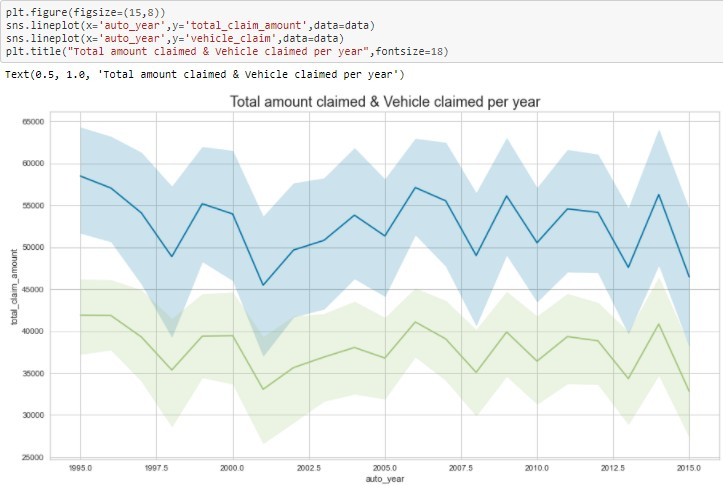 plt.figure(figsize=(15,8))
sns.lineplot(x='auto_year',y='total_claim_amount',data=data)
sns.lineplot(x='auto_year',y='vehicle_claim',data=data)
plt.title("Total amount claimed & Vehicle claimed per year",fontsize=18)
Text(0.5, 1.0, 'Total amount claimed & Vehicle claimed per year')
Total amount claimed & Vehicle claimed per year
65000
60000
55000
50000
45000
40000
35000
30000
25000
total_claim_amount
1995.0 1997.5 2000.0 2002.5 2005.0 2007.5 2010.0 2012.5 2015.0
auto_year